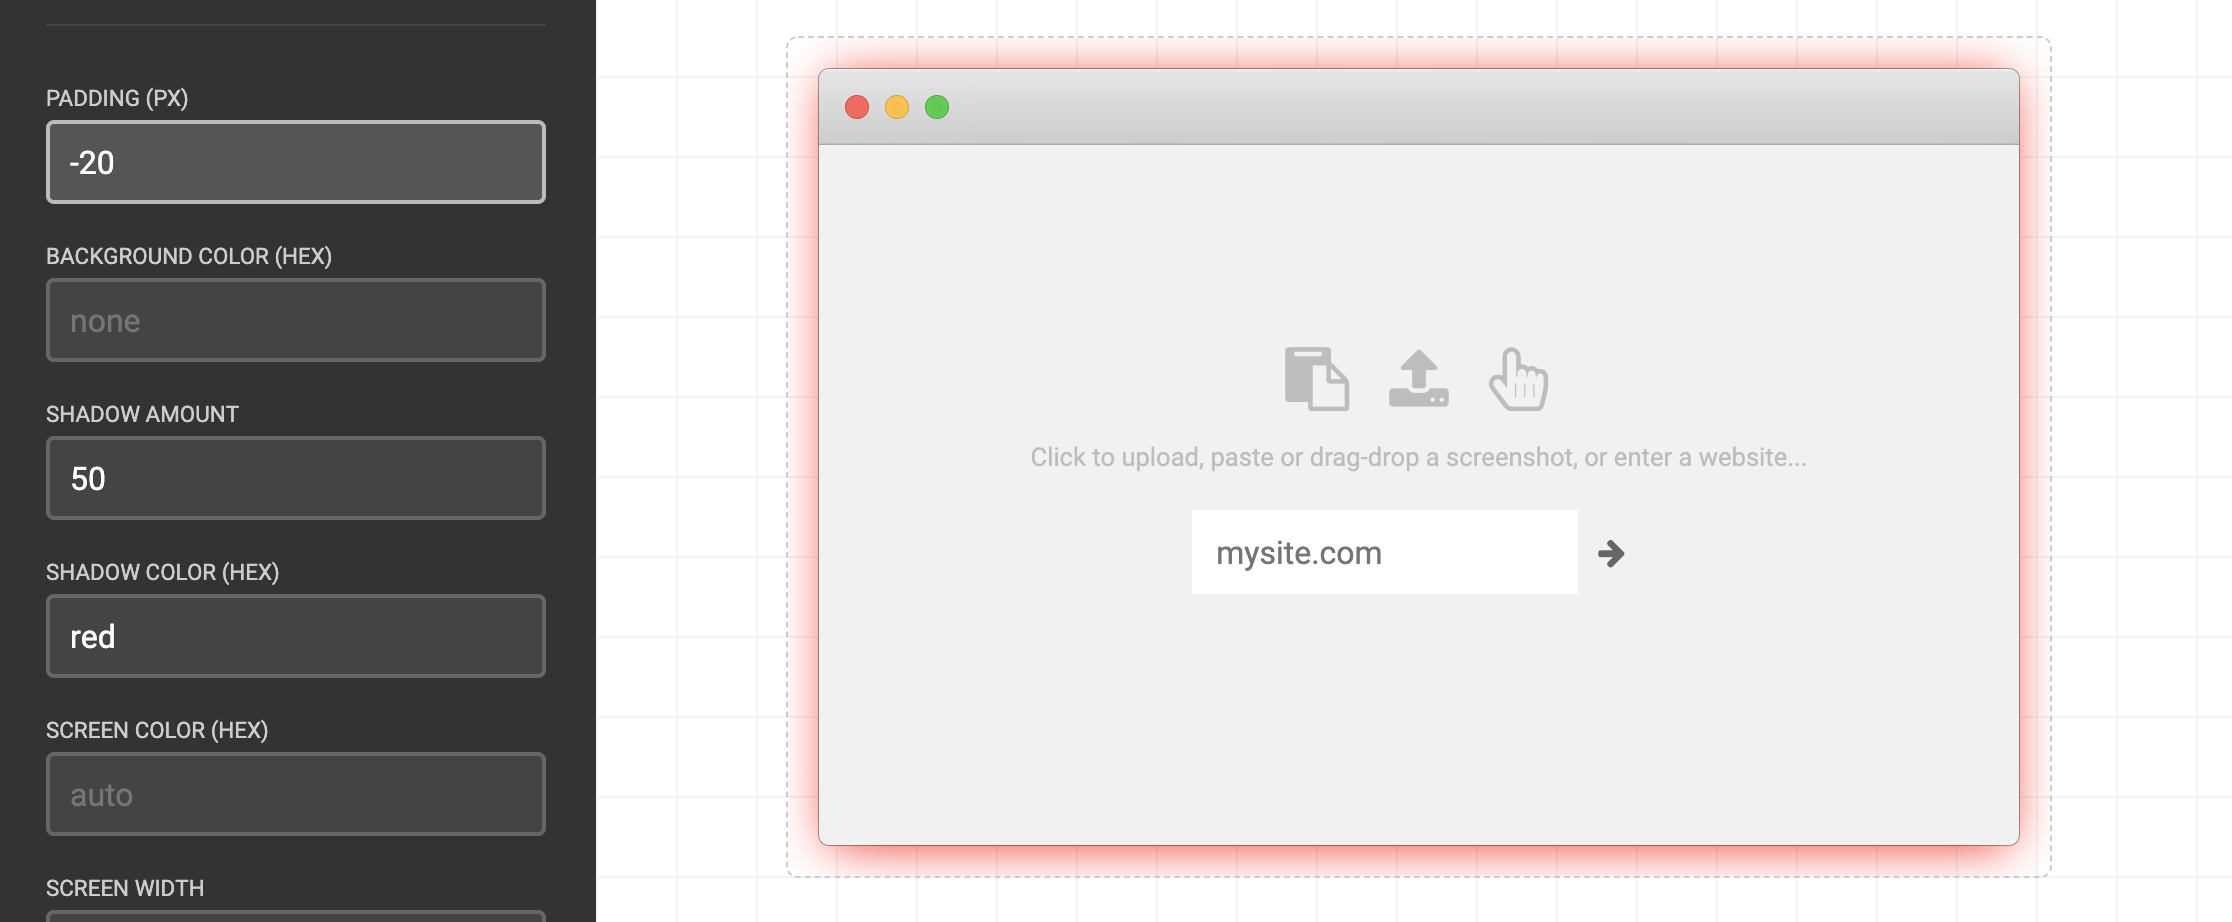 PADDING (PX)
-20
BACKGROUND COLOR (HEX)
none
SHADOW AMOUNT
50
SHADOW COLOR (HEX)
red
SCREEN COLOR (HEX)
auto
SCREEN WIDTH
Click to upload, paste or drag-drop a screenshot, or enter a website...
mysite.com